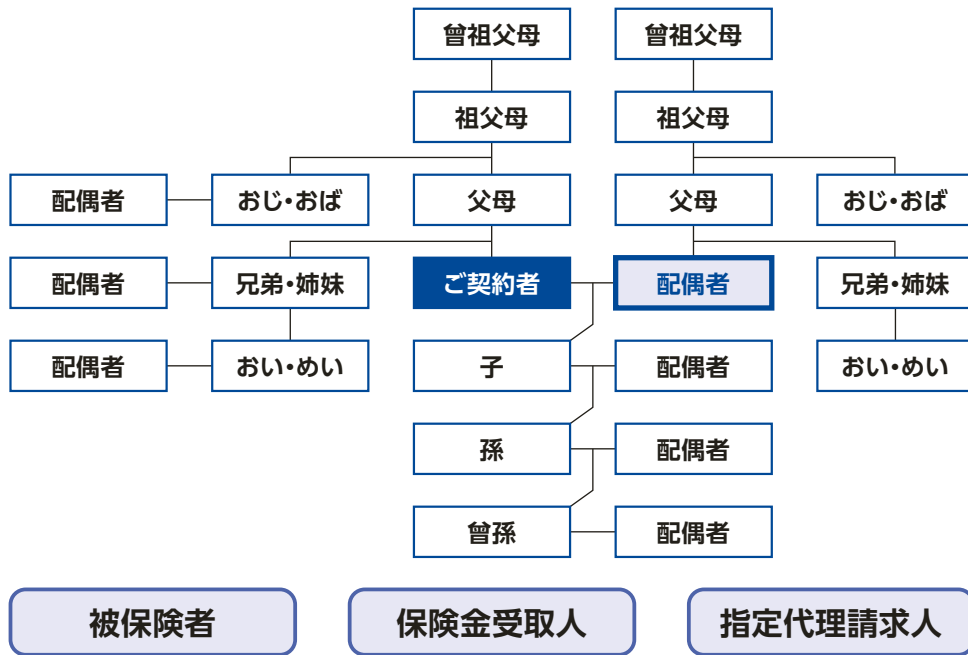 曾祖父母 曾祖父母
祖父母 祖父母
配偶者 おじ・おば 父母 父母 おじ・おば
配偶者 兄弟・姉妹 ご契約者 配偶者 兄弟・姉妹
配偶者 おい・めい 子 配偶者 おい・めい
孫 配偶者
曾孫 配偶者
被保険者 保険金受取人 指定代理請求人